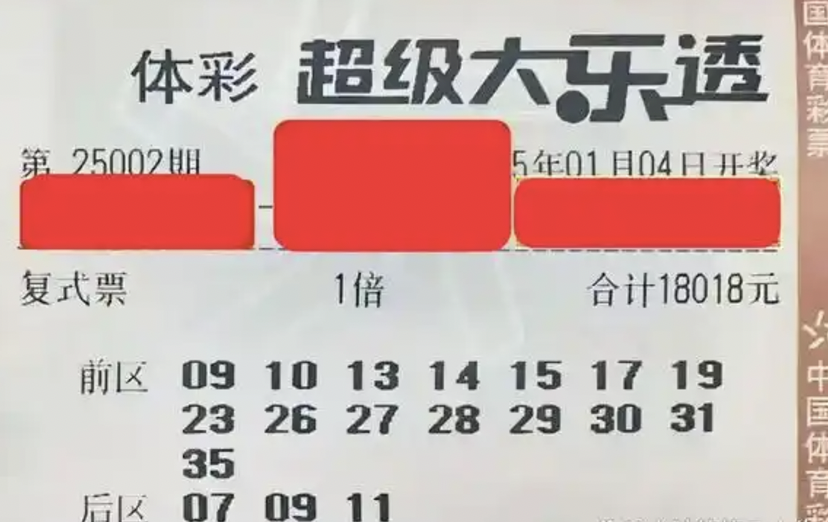 体彩 超级大乐透
第 25002期 5年01月04日开奖
复式票 1倍 合计18018元
前区 09 10 13 14 15 17 19
23 26 27 28 29 30 31
35
后区 07 09 11
国体育彩票
中国体育彩